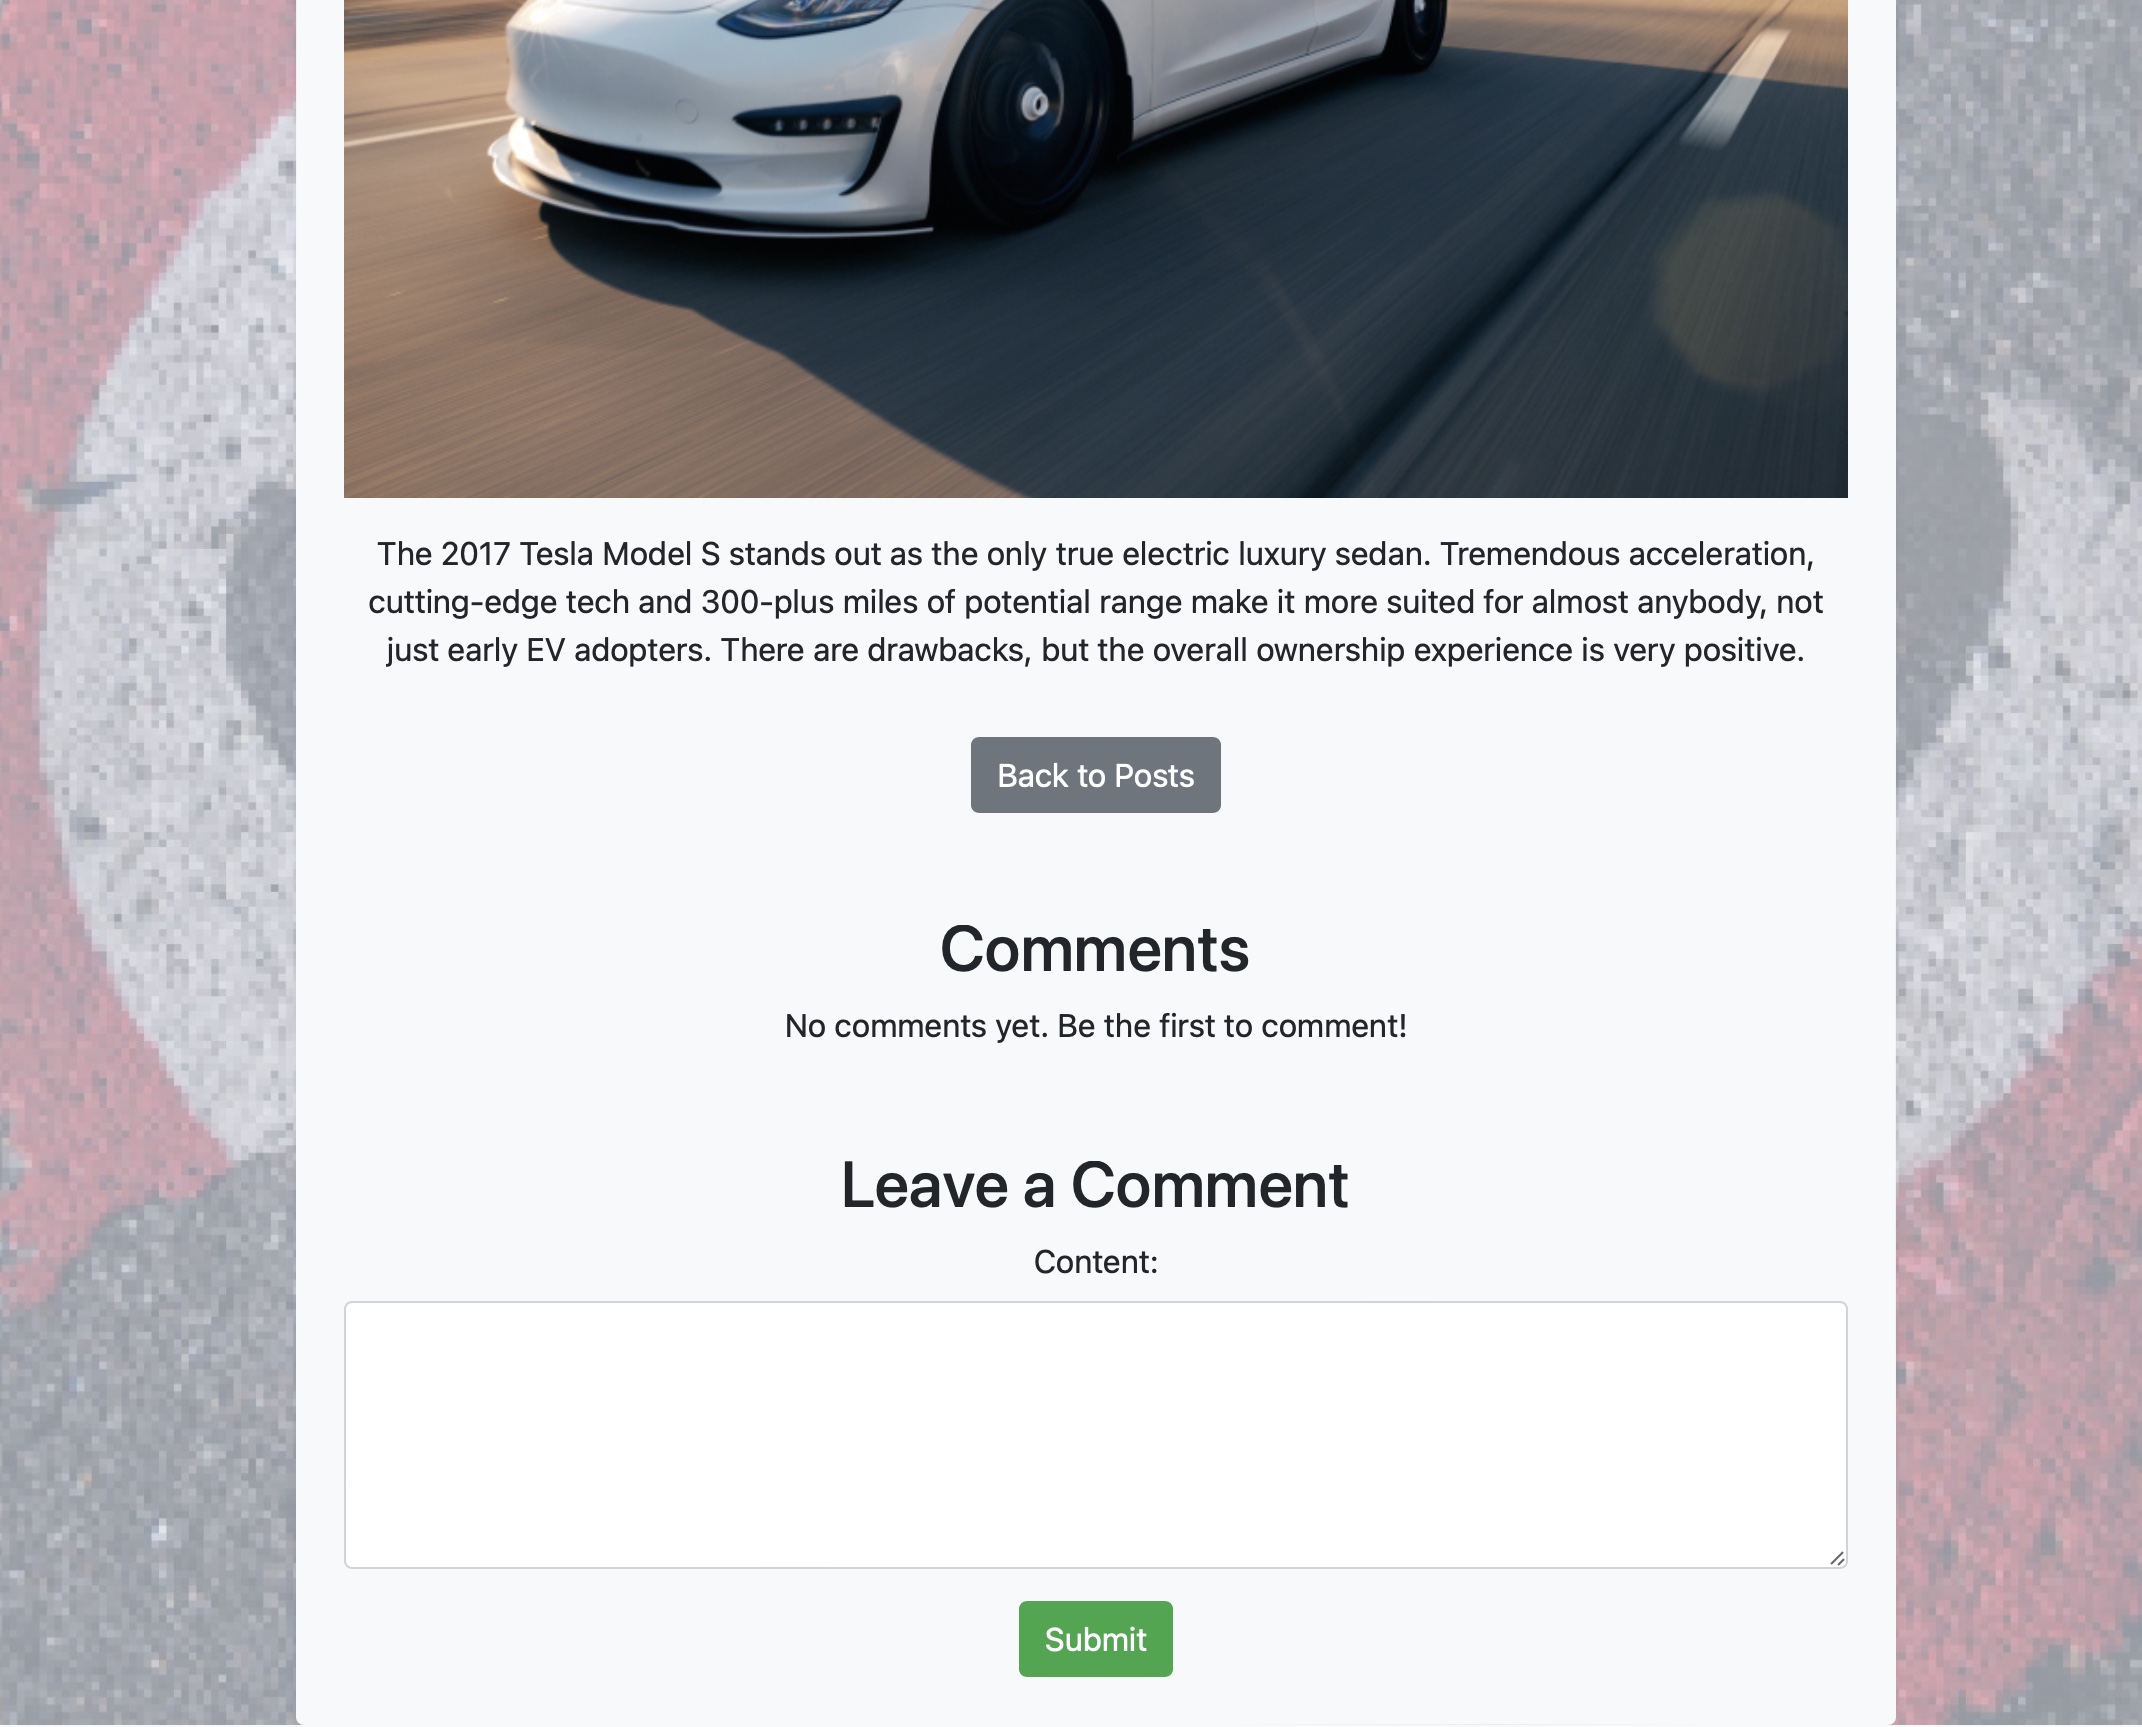 The 2017 Tesla Model S stands out as the only true electric luxury sedan. Tremendous acceleration,
cutting-edge tech and 300-plus miles of potential range make it more suited for almost anybody, not
just early EV adopters. There are drawbacks, but the overall ownership experience is very positive.
Back to Posts
Comments
No comments yet. Be the first to comment!
Leave a Comment
Content:
Submit